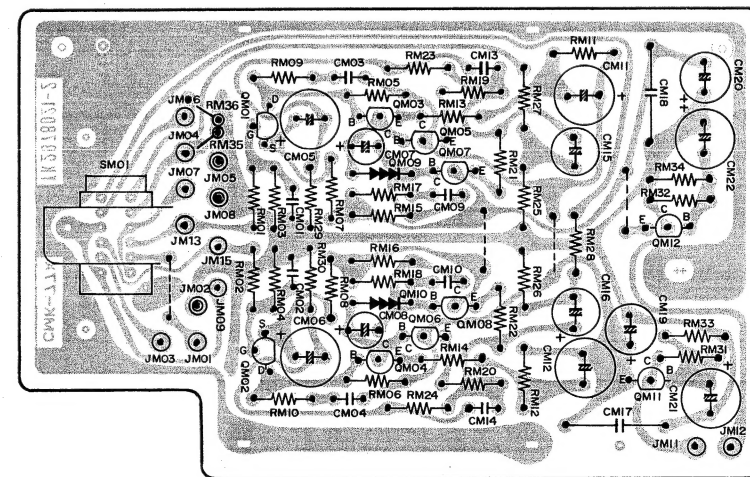 RM09
CM03
RM23
CM13
RM11
CM11
CM20
JM06
RM36
QM01
D
RM05
RM19
RM27
CM18
QM03
RM13
JM04
G
S
B
C
E
QM05
CM15
CM22
SM01
RM35
CM05
CM07
QM07
QM09
RM21
RM34
JM07
JM05
RM17
CM09
RM32
JM08
RM01
RM03
CM01
RM29
RM07
RM15
RM25
E
C
B
QM12
JM13
JM15
RM16
RM28
RM02
RM04
CM02
RM30
RM08
RM18
CM10
RM26
CM16
JM02
QM10
CM08
QM06
QM08
RM22
CM19
JM09
CM06
RM33
JM03
JM01
S
G
D
QM02
RM14
CM12
RM31
QM04
RM20
E
C
B
QM11
CM21
RM10
CM04
RM06
RM24
CM14
RM12
CM17
JM11
JM12